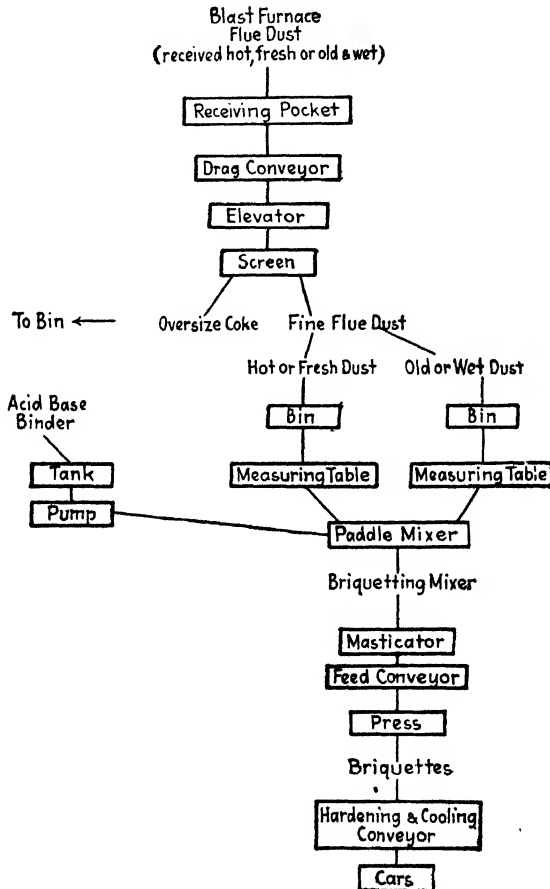 Blast Furnace
Flue Dust
(received hot, fresh or old & wet)
Receiving Pocket
Drag Conveyor
Elevator
Screen
To Bin
Oversize Coke
Fine Flue Dust
Hot or Fresh Dust
Old or Wet Dust
Acid Base
Binder
Bin
Bin
Tank
Measuring Table
Measuring Table
Pump
Paddle Mixer
Briquetting Mixer
Masticator
Feed Conveyor
Press
Briquettes
Hardening & Cooling
Conveyor
Cars